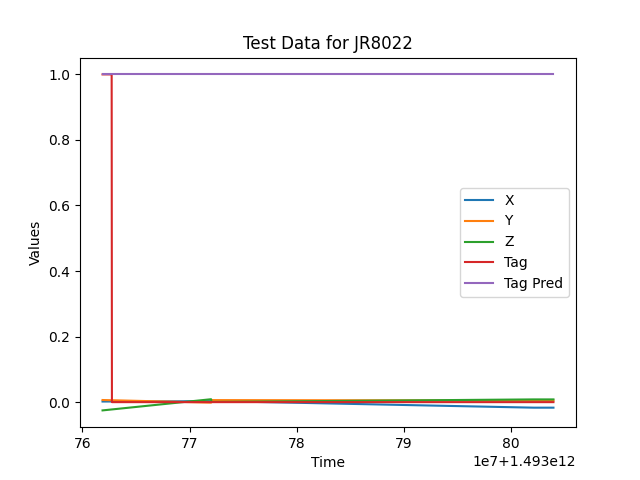 Test Data for JR8022
Values
1.0
0.8
0.6
0.4
0.2
0.0
X
Y
Z
Tag
Tag Pred
76
77
78
79
80
Time
1e7+1.493e12